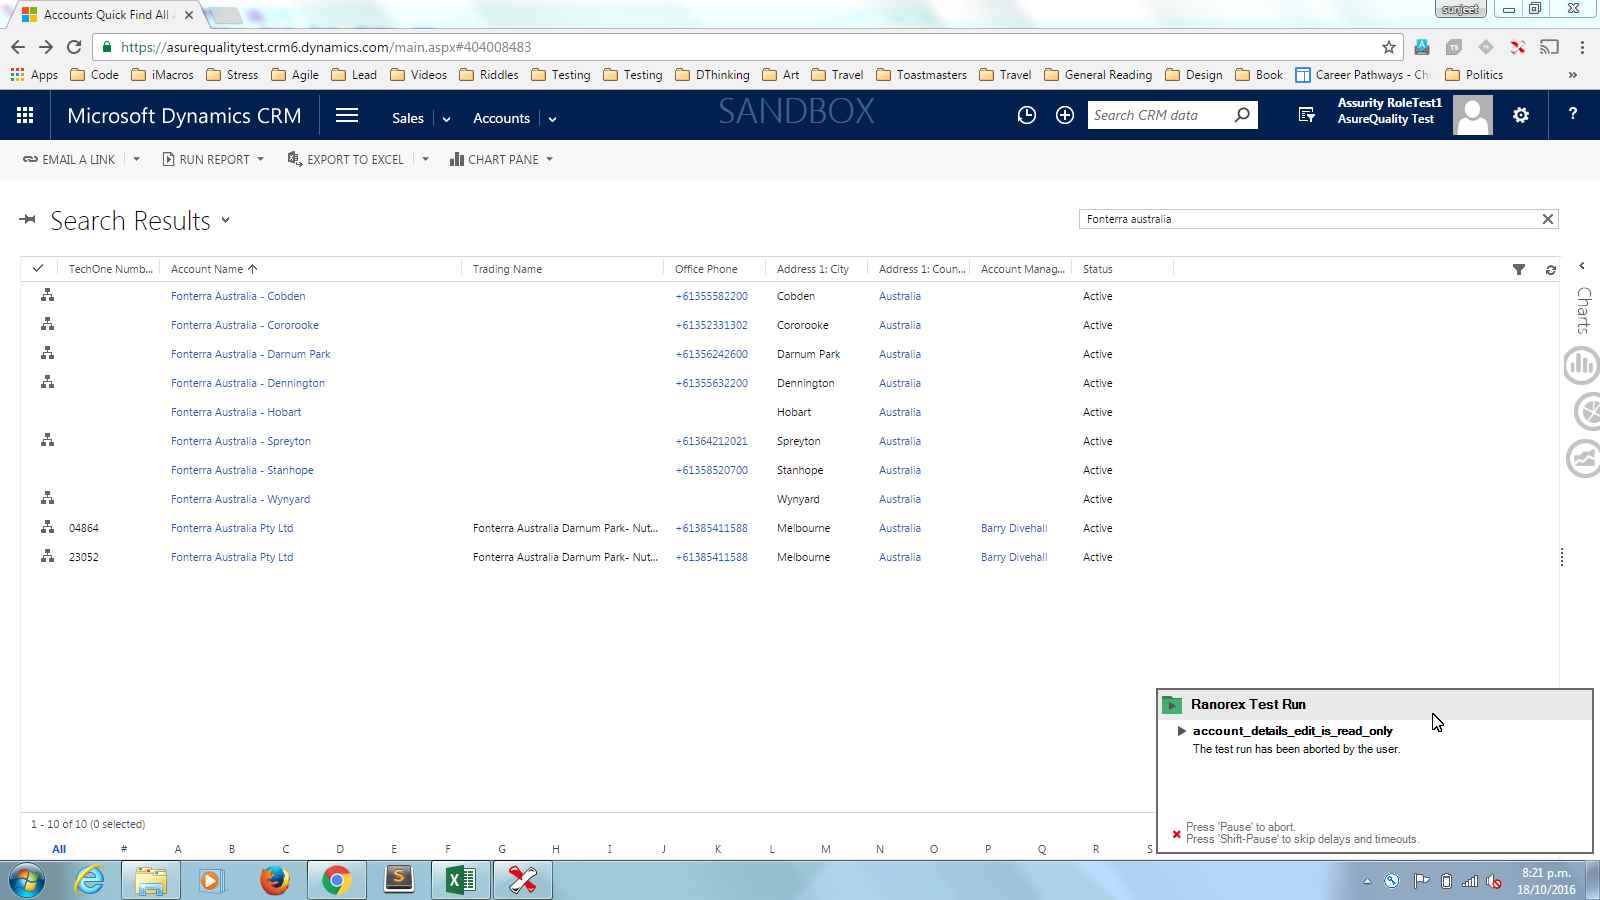 Accounts Quick Find All
sunjeet
https://asurequalitytest.crm6.dynamics.com/main.aspx#404008483
Apps Code iMacros Stress Agile Lead Videos Riddles Testing Testing DThinking Art Travel Toastmasters Travel General Reading Design Book Career Pathways - Ch Politics »
Microsoft Dynamics CRM Sales Accounts SANDBOX Search CRM data Assurity RoleTest1 ?
AsureQuality Test
EMAIL A LINK RUN REPORT EXPORT TO EXCEL CHART PANE
Search Results
Fonterra australia
TechOne Numb... Account Name Trading Name Office Phone Address 1: City Address 1: Coun... Account Manag... Status
Fonterra Australia - Cobden +61355582200 Cobden Australia Active
Fonterra Australia - Cororooke +61352331302 Cororooke Australia Active
Fonterra Australia - Darnum Park +61356242600 Darnum Park Australia Active
Fonterra Australia - Dennington +61355632200 Dennington Australia Active
Fonterra Australia - Hobart Hobart Australia Active
Fonterra Australia - Spreyton +61364212021 Spreyton Australia Active
Fonterra Australia - Stanhope +61358520700 Stanhope Australia Active
Fonterra Australia - Wynyard Wynyard Australia Active
04864 Fonterra Australia Pty Ltd Fonterra Australia Darnum Park- Nut... +61385411588 Melbourne Australia Barry Divehall Active
23052 Fonterra Australia Pty Ltd Fonterra Australia Darnum Park- Nut... +61385411588 Melbourne Australia Barry Divehall Active
Charts
Ranorex Test Run
account_details_edit_is_read_only
The test run has been aborted by the user.
Press 'Pause' to abort.
Press 'Shift-Pause' to skip delays and timeouts.
1 - 10 of 10 (0 selected)
All # A B C D E F G H I J K L M N O P Q R S
8:21 p.m.
18/10/2016